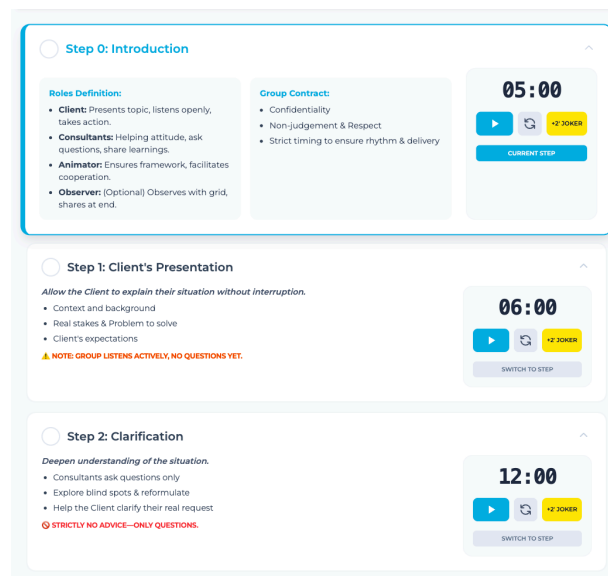 Step 0: Introduction
Roles Definition:
• Client: Presents topic, listens openly,
takes action.
• Consultants: Helping attitude, ask
questions, share learnings.
• Animator: Ensures framework, facilitates
cooperation.
• Observer: (Optional) Observes with grid,
shares at end.
Group Contract:
• Confidentiality
• Non-judgement & Respect
• Strict timing to ensure rhythm & delivery
05:00
+2' JOKER
CURRENT STEP
Step 1: Client's Presentation
Allow the Client to explain their situation without interruption.
• Context and background
• Real stakes & Problem to solve
• Client's expectations
⚠ NOTE: GROUP LISTENS ACTIVELY, NO QUESTIONS YET.
06:00
+2' JOKER
SWITCH TO STEP
Step 2: Clarification
Deepen understanding of the situation.
• Consultants ask questions only
• Explore blind spots & reformulate
• Help the Client clarify their real request
🚫 STRICTLY NO ADVICE—ONLY QUESTIONS.
12:00
+2' JOKER
SWITCH TO STEP